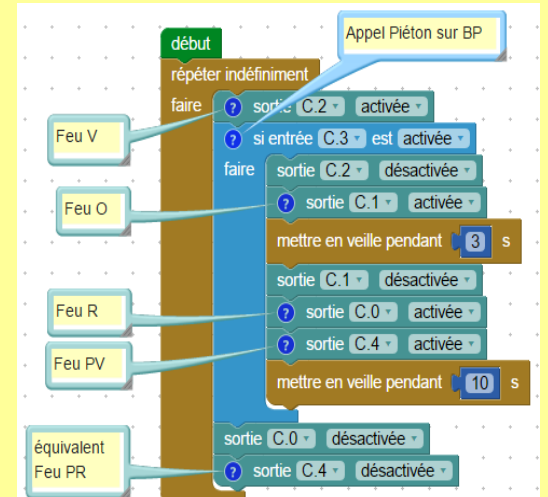 Appel Piéton sur BP
début
répéter indéfiniment
faire ? sortie C.2 activée
Feu V
? si entrée C.3 est activée
faire sortie C.2 désactivée
Feu O
? sortie C.1 activée
mettre en veille pendant 3 s
sortie C.1 désactivée
Feu R
? sortie C.0 activée
? sortie C.4 activée
Feu PV
mettre en veille pendant 10 s
sortie C.0 désactivée
équivalent
Feu PR
? sortie C.4 désactivée